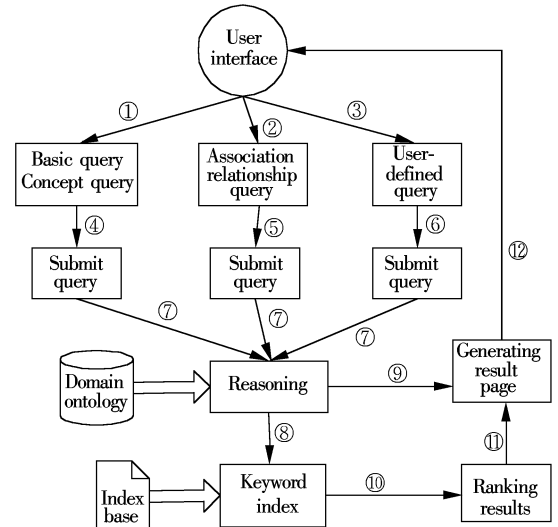 User
interface
①
②
③
Basic query
Concept query
Association
relationship
query
User-
defined
query
④
⑤
⑥
⑫
Submit
query
Submit
query
Submit
query
⑦
⑦
⑦
Domain
ontology
Reasoning
⑨
Generating
result
page
⑧
⑪
Index
base
Keyword
index
⑩
Ranking
results